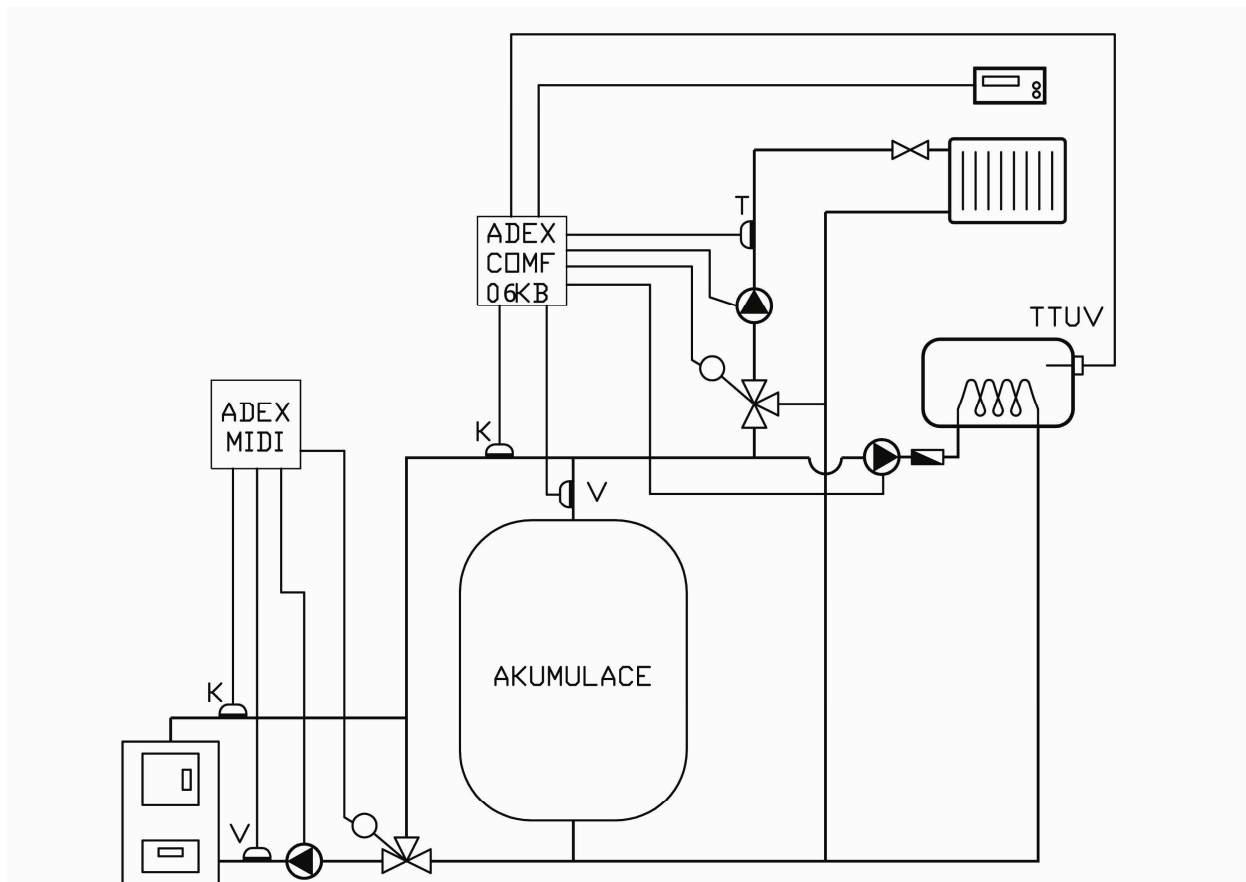 T
ADEX
COMF
06KB
TTUV
ADEX
MIDI
K
V
AKUMULACE
K
V